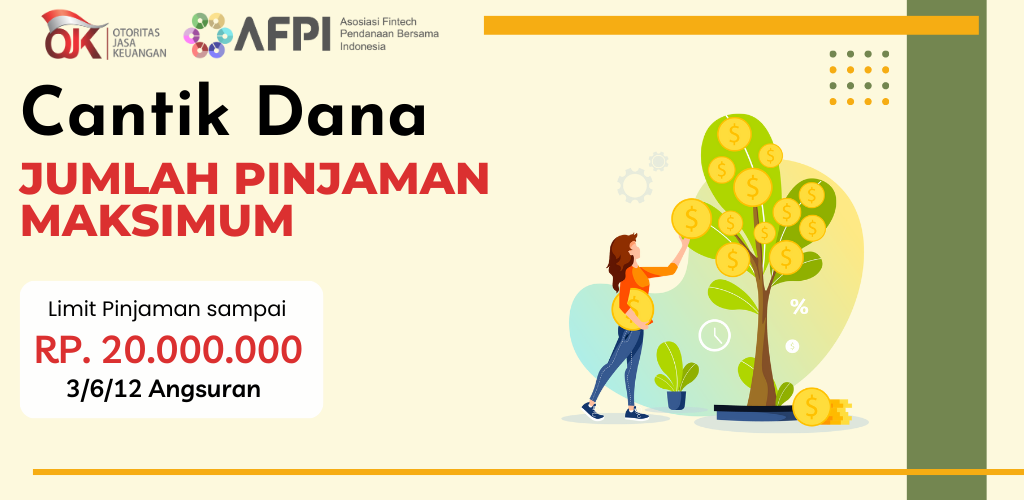 OJK
OTORITAS
JASA
KEUANGAN
AFPI
Asosiasi Fintech
Pendanaan Bersama
Indonesia
Cantik Dana
JUMLAH PINJAMAN
MAKSIMUM
Limit Pinjaman sampai
RP. 20.000.000
3/6/12 Angsuran
%